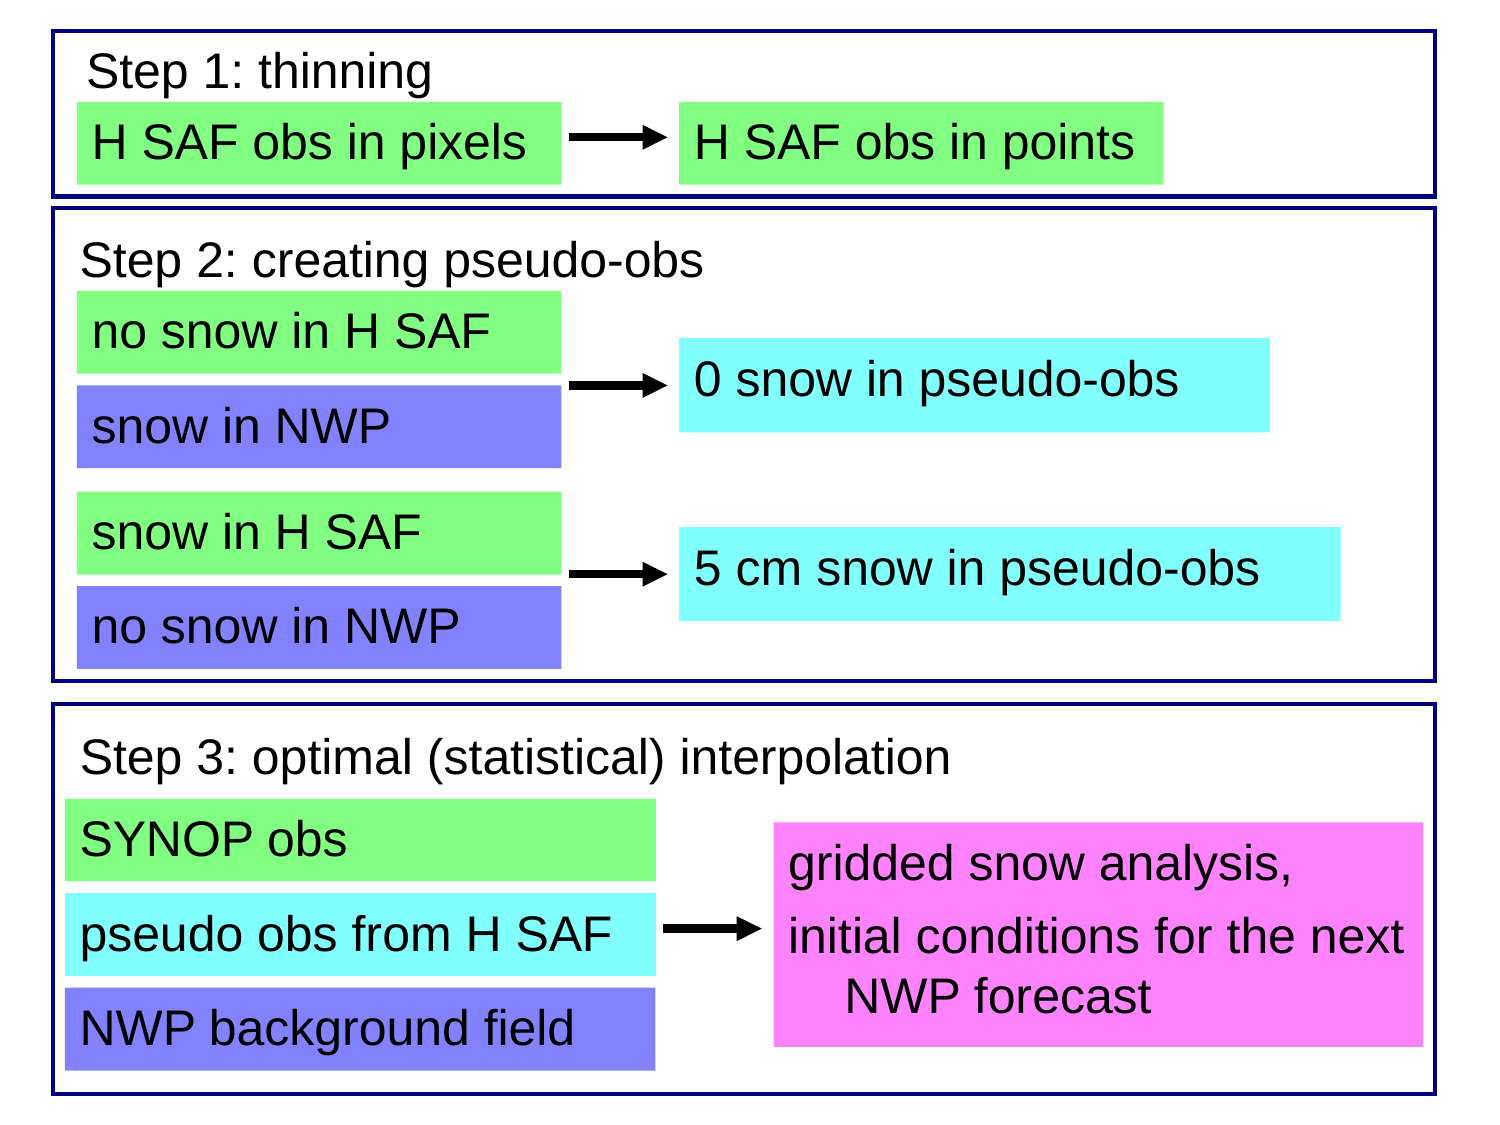 Step 1: thinning
H SAF obs in pixels
H SAF obs in points
Step 2: creating pseudo-obs
no snow in H SAF
snow in NWP
0 snow in pseudo-obs
snow in H SAF
no snow in NWP
5 cm snow in pseudo-obs
Step 3: optimal (statistical) interpolation
SYNOP obs
pseudo obs from H SAF
NWP background field
gridded snow analysis,
initial conditions for the next
NWP forecast